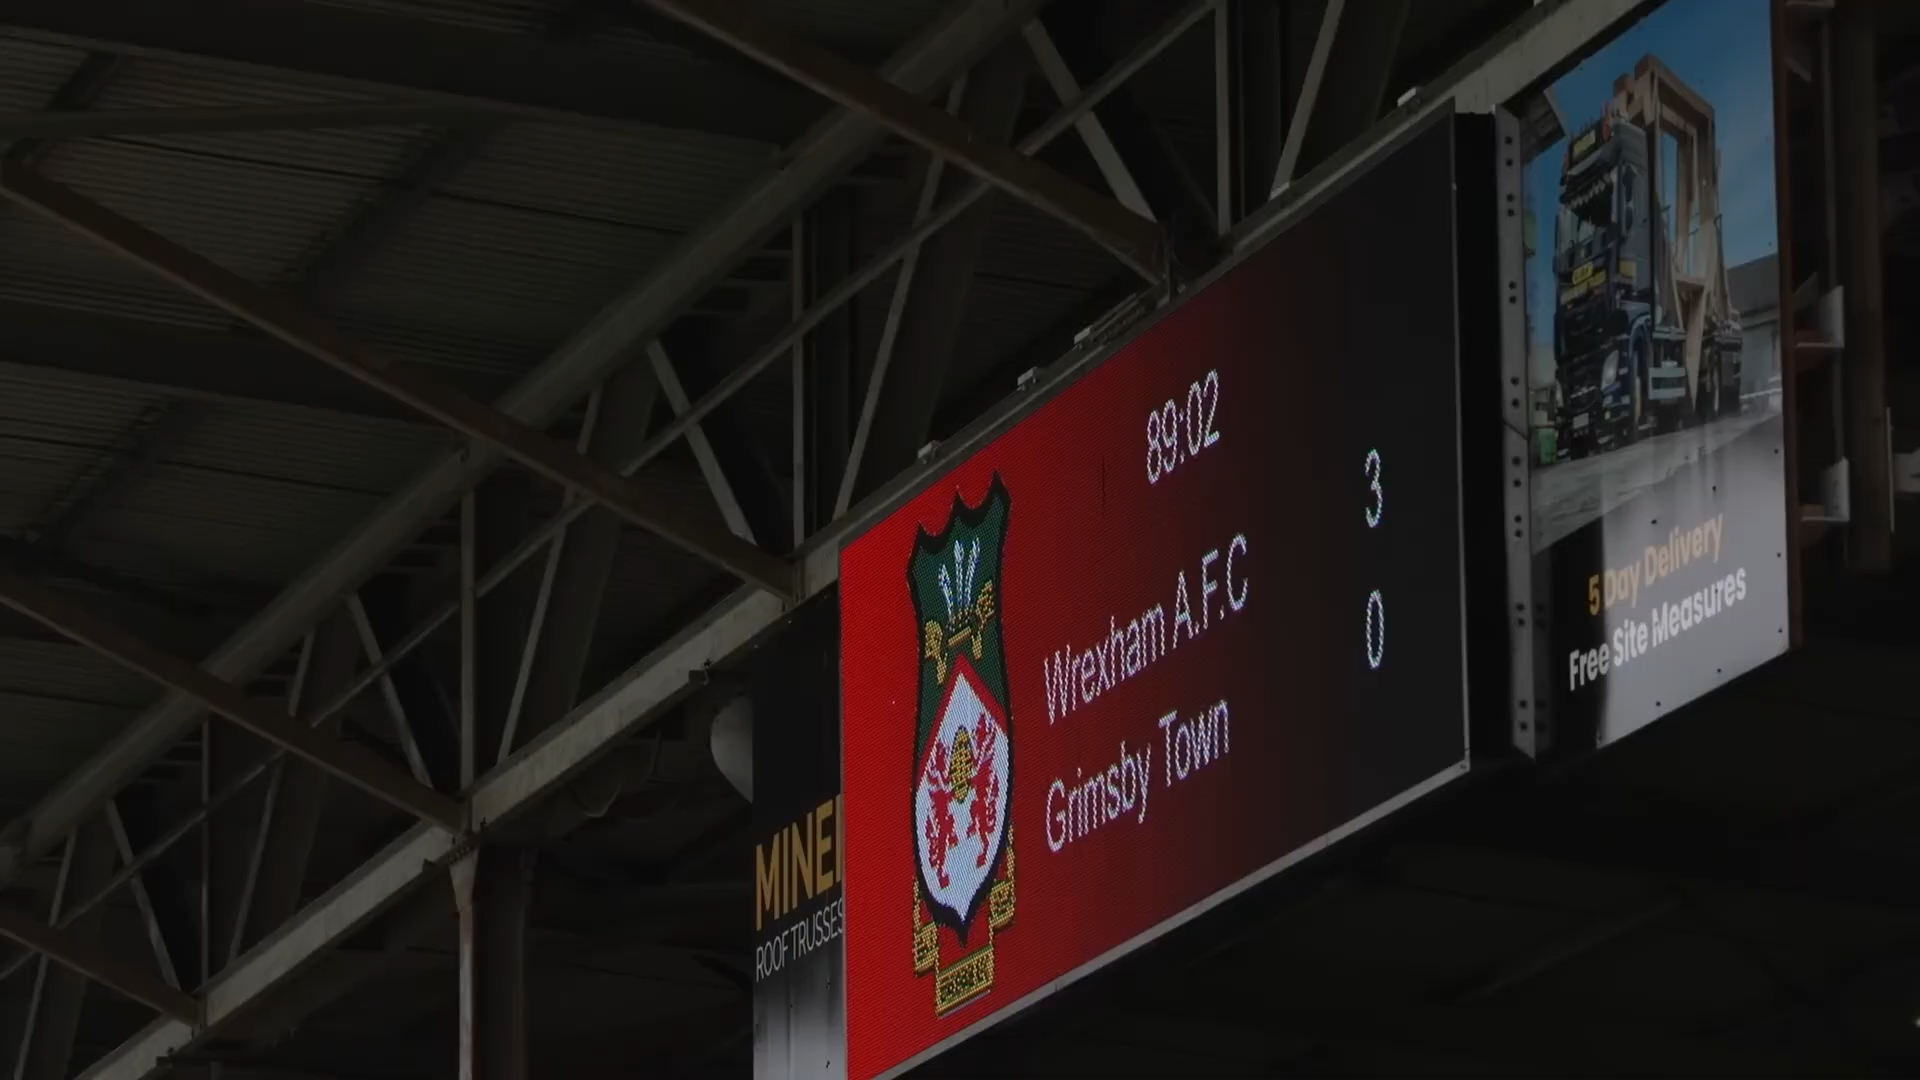 89:02
Wrexham A.F.C 3
Grimsby Town 0
5 Day Delivery
Free Site Measures
MINE
ROOF TRUSSES